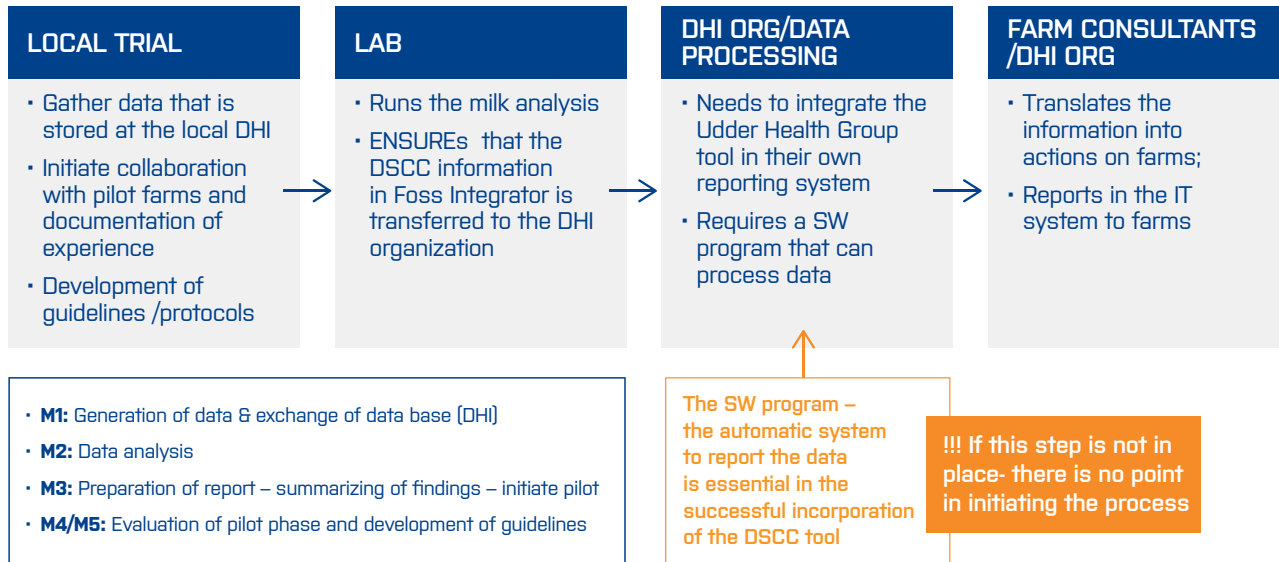 LOCAL TRIAL
· Gather data that is
stored at the local DHI
· Initiate collaboration
with pilot farms and
documentation of
experience
· Development of
guidelines /protocols
LAB
· Runs the milk analysis
· ENSUREs that the
DSCC information
in Foss Integrator is
transferred to the DHI
organization
DHI ORG/DATA
PROCESSING
· Needs to integrate the
Udder Health Group
tool in their own
reporting system
· Requires a SW
program that can
process data
FARM CONSULTANTS
/DHI ORG
· Translates the
information into
actions on farms;
· Reports in the IT
system to farms
· M1: Generation of data & exchange of data base (DHI)
· M2: Data analysis
· M3: Preparation of report – summarizing of findings – initiate pilot
· M4/M5: Evaluation of pilot phase and development of guidelines
The SW program –
the automatic system
to report the data
is essential in the
successful incorporation
of the DSCC tool
!!! If this step is not in
place- there is no point
in initiating the process